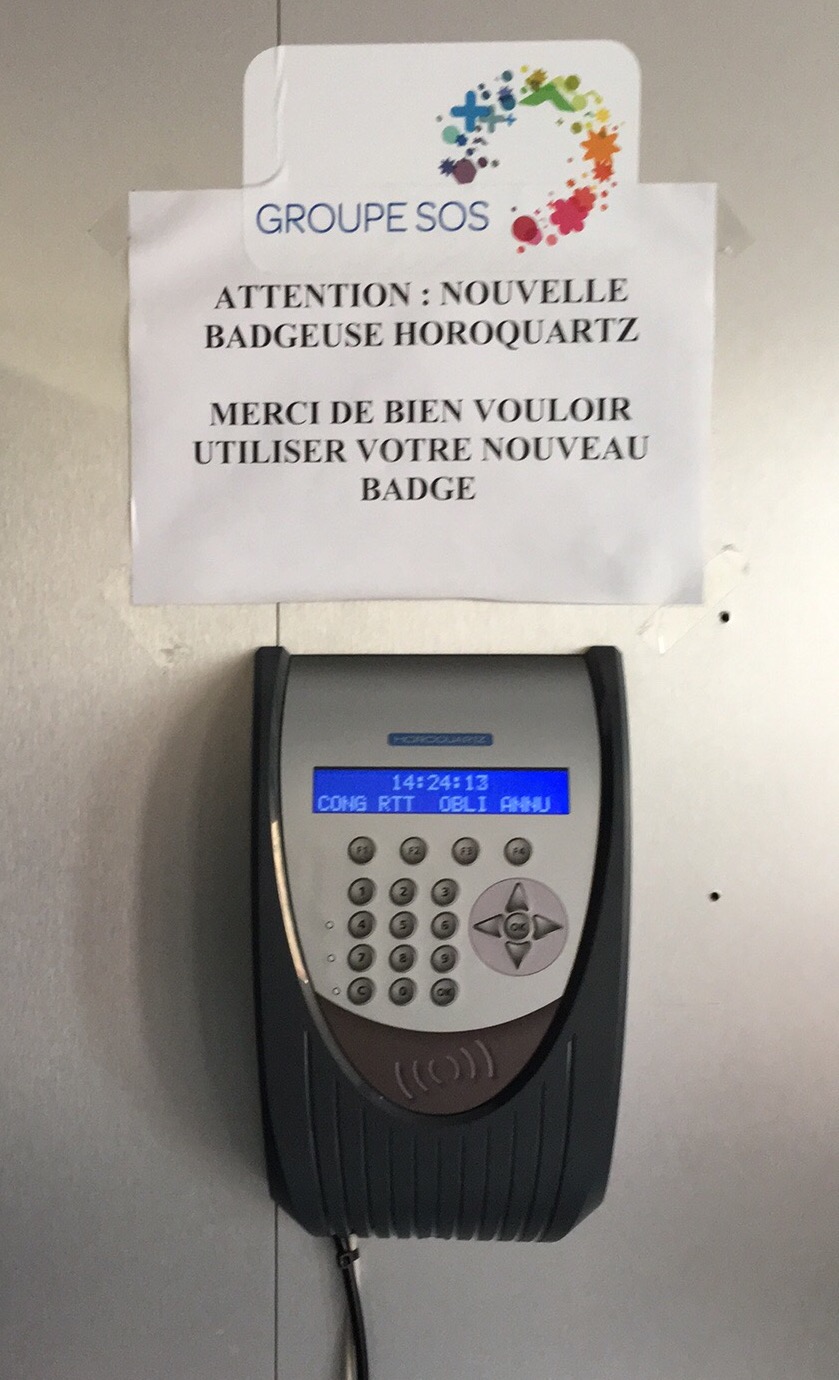 GROUPE SOS
ATTENTION : NOUVELLE
BADGEUSE HOROQUARTZ
MERCI DE BIEN VOULOIR
UTILISER VOTRE NOUVEAU
BADGE
HOROQUARTZ
14:24:13
CONG RTT OBLI ANNU
F1 F2 F3 F4
1 2 3
4 5 6 OK
7 8 9
C 0 OK